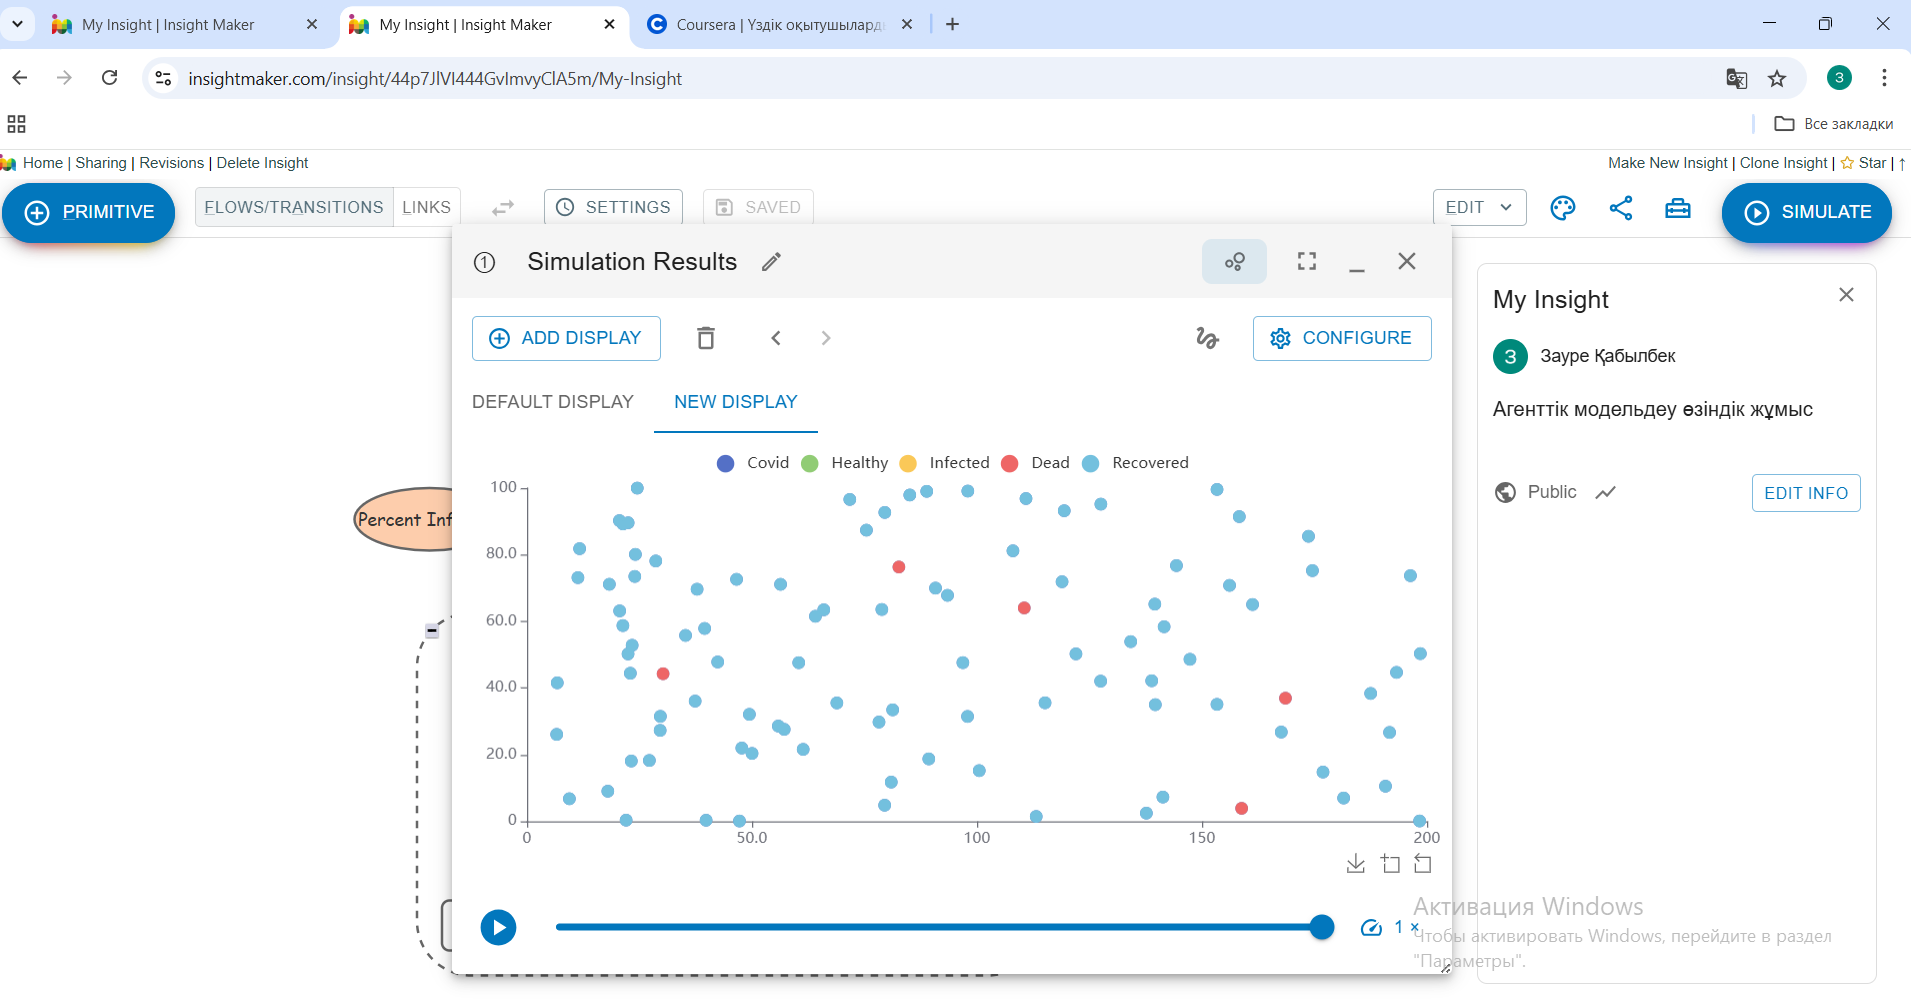 My Insight | Insight Maker
My Insight | Insight Maker
Coursera | Үздік оқытушылард
insightmaker.com/insight/44p7JlVI444GvImvyClA5m/My-Insight
З
Все закладки
Home | Sharing | Revisions | Delete Insight
Make New Insight | Clone Insight | Star |
PRIMITIVE
FLOWS/TRANSITIONS
LINKS
SETTINGS
SAVED
EDIT
SIMULATE
1 Simulation Results
ADD DISPLAY
CONFIGURE
DEFAULT DISPLAY
NEW DISPLAY
Covid Healthy Infected Dead Recovered
100
80.0
60.0
40.0
20.0
0
0 50.0 100 150 200
1 ×
Percent Inf
My Insight
З Зауре Қабылбек
Агенттік модельдеу өзіндік жұмыс
Public
EDIT INFO
Активация Windows
Чтобы активировать Windows, перейдите в раздел
"Параметры".